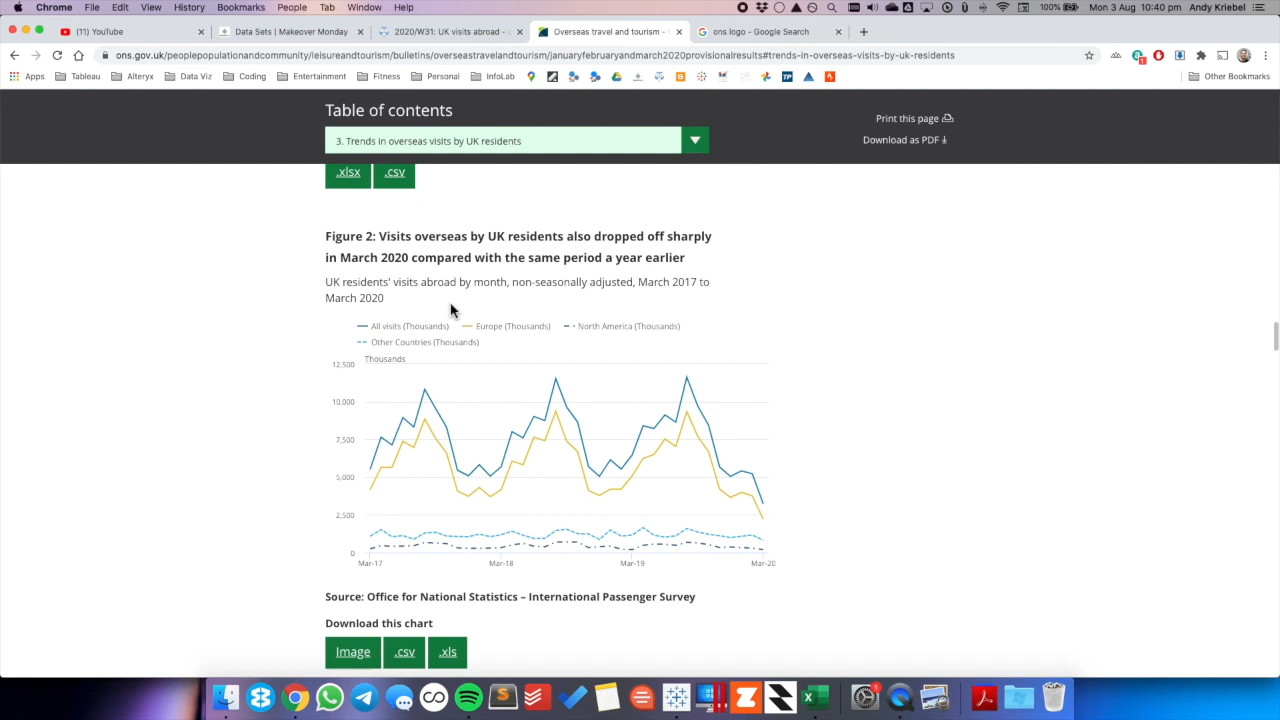 Chrome File Edit View History Bookmarks People Tab Window Help 100% Mon 3 Aug 10:40 pm Andy Kriebel
(11) YouTube
Data Sets | Makeover Monday
2020/W31: UK visits abroad -
Overseas travel and tourism -
ons logo - Google Search
ons.gov.uk/peoplepopulationandcommunity/leisureandtourism/bulletins/overseastravelandtourism/januaryfebruaryandmarch2020provisionalresults#trends-in-overseas-visits-by-uk-residents
Apps Tableau Alteryx Data Viz Coding Entertainment Fitness Personal InfoLab TP Other Bookmarks
Table of contents
Print this page
3. Trends in overseas visits by UK residents
Download as PDF
.xlsx .csv
Figure 2: Visits overseas by UK residents also dropped off sharply
in March 2020 compared with the same period a year earlier
UK residents' visits abroad by month, non-seasonally adjusted, March 2017 to
March 2020
All visits (Thousands) Europe (Thousands) North America (Thousands)
Other Countries (Thousands)
Thousands
12,500
10,000
7,500
5,000
2,500
0
Mar-17 Mar-18 Mar-19 Mar-20
Source: Office for National Statistics – International Passenger Survey
Download this chart
Image .csv .xls